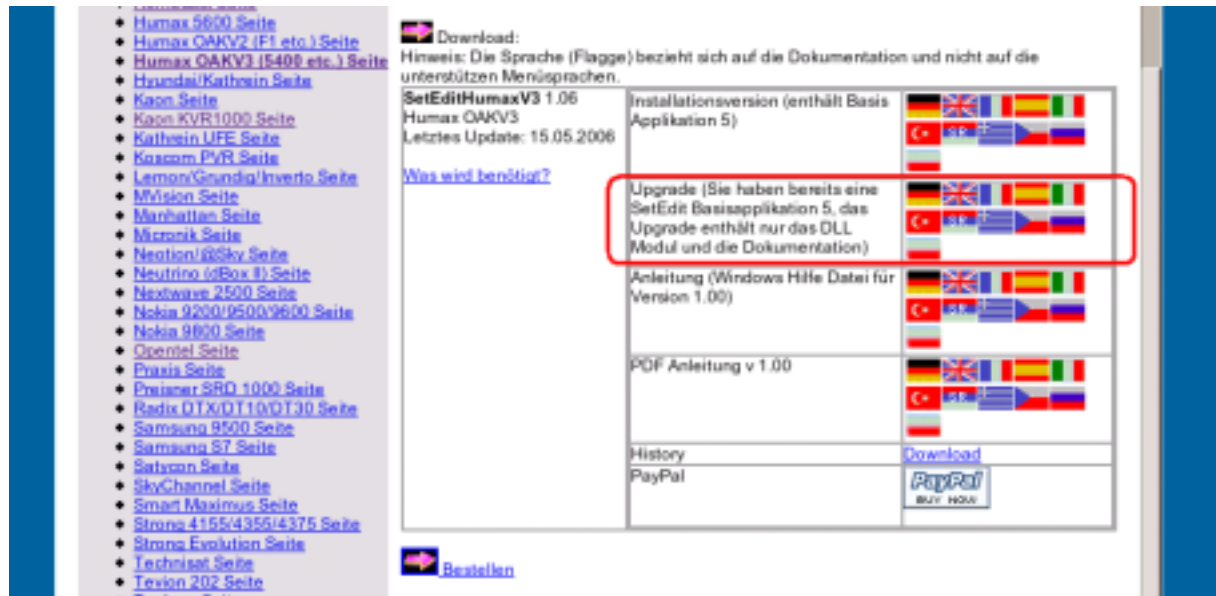 Humax 5600 Seite
Humax OAKV2 (F1 etc.) Seite
Humax OAKV3 (5400 etc.) Seite
Hyundai/Kathrein Seite
Kaon Seite
Kaon KVR1000 Seite
Kathrein UFE Seite
Koscom PVR Seite
Lemon/Grundig/Inverto Seite
MVision Seite
Manhattan Seite
Micronik Seite
Neotion/@Sky Seite
Neutrino (dBox II) Seite
Nextwave 2500 Seite
Nokia 9200/9500/9600 Seite
Nokia 9800 Seite
Opentel Seite
Praxis Seite
Preisner SRD 1000 Seite
Radix DTX/DT10/DT30 Seite
Samsung 9500 Seite
Samsung S7 Seite
Satycon Seite
SkyChannel Seite
Smart Maximus Seite
Strong 4155/4355/4375 Seite
Strong Evolution Seite
Technisat Seite
Tevion 202 Seite
Download:
Hinweis: Die Sprache (Flagge) bezieht sich auf die Dokumentation und nicht auf die
unterstützen Menüsprachen.
SetEditHumaxV3 1.06
Humax OAKV3
Letztes Update: 15.05.2006
Was wird benötigt?
Installationsversion (enthält Basis
Applikation 5)
SR
Upgrade (Sie haben bereits eine
SetEdit Basisapplikation 5, das
Upgrade enthält nur das DLL
Modul und die Dokumentation)
SR
Anleitung (Windows Hilfe Datei für
Version 1.00)
SR
PDF Anleitung v 1.00
SR
History
Download
PayPal
PayPal
BUY NOW
Bestellen